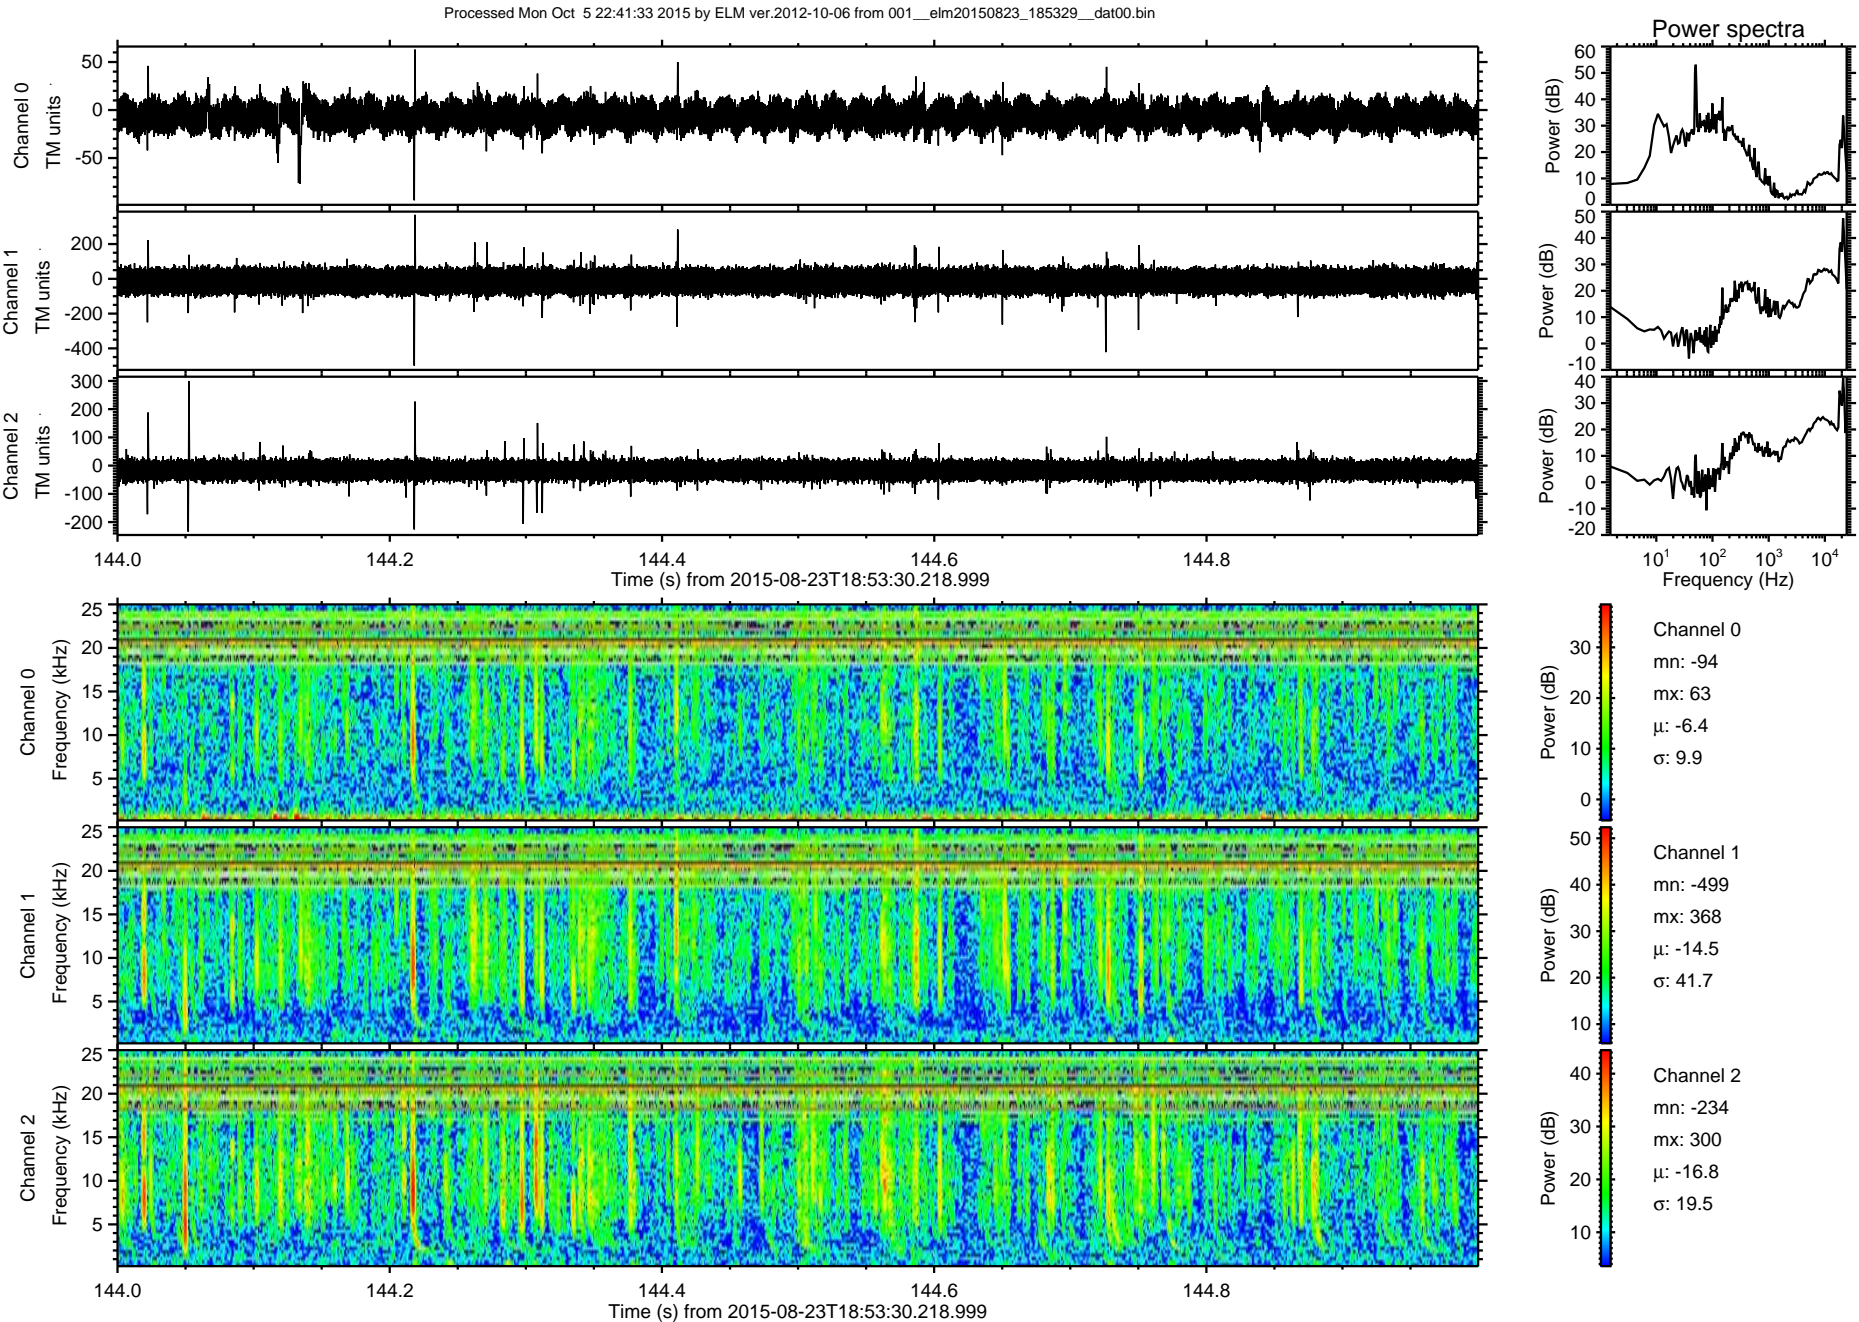 Processed Mon Oct  5 22:41:33 2015 by ELM ver.2012-10-06 from 001__elm20150823_185329__dat00.bin
Power spectra
Channel 0
TM units
50
0
-50
Power (dB)
60
50
40
30
20
10
0
Channel 1
TM units
200
0
-200
-400
Power (dB)
50
40
30
20
10
0
-10
Channel 2
TM units
300
200
100
0
-100
-200
Power (dB)
40
30
20
10
0
-10
-20
144.0 144.2 144.4 144.6 144.8
Time (s) from 2015-08-23T18:53:30.218.999
10^1 10^2 10^3 10^4
Frequency (Hz)
Channel 0
Frequency (kHz)
25
20
15
10
5
Power (dB)
30
20
10
0
Channel 0
mn: -94
mx: 63
μ: -6.4
σ: 9.9
Channel 1
Frequency (kHz)
25
20
15
10
5
Power (dB)
50
40
30
20
10
Channel 1
mn: -499
mx: 368
μ: -14.5
σ: 41.7
Channel 2
Frequency (kHz)
25
20
15
10
5
Power (dB)
40
30
20
10
Channel 2
mn: -234
mx: 300
μ: -16.8
σ: 19.5
144.0 144.2 144.4 144.6 144.8
Time (s) from 2015-08-23T18:53:30.218.999